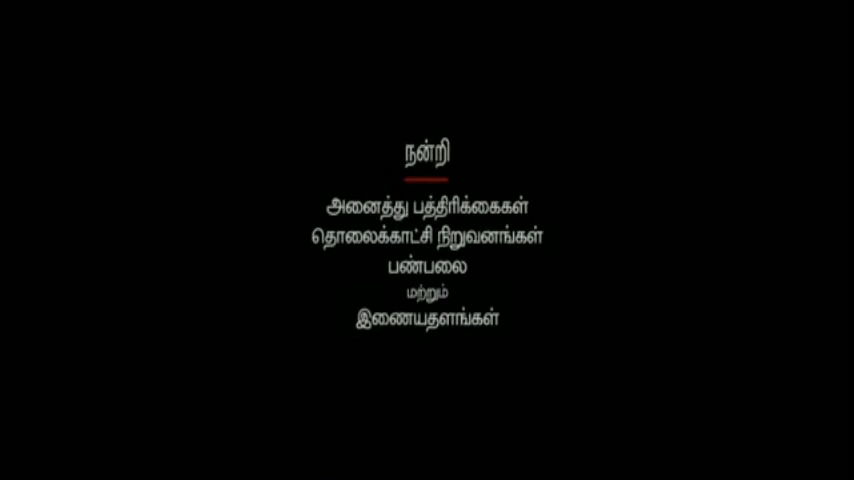 நன்றி
அனைத்து பத்திரிக்கைகள்
தொலைக்காட்சி நிறுவனங்கள்
பண்பலை
மற்றும்
இணையதளங்கள்